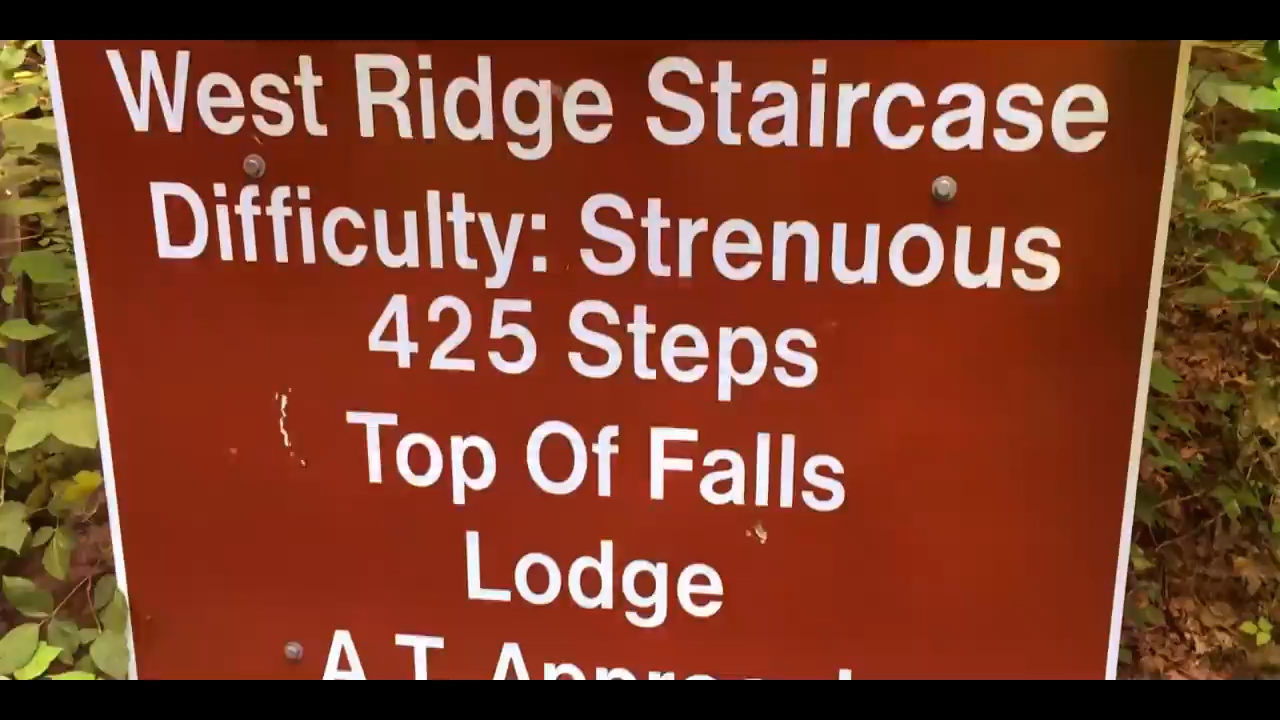 West Ridge Staircase
Difficulty: Strenuous
425 Steps
Top Of Falls
Lodge
A.T. Approach